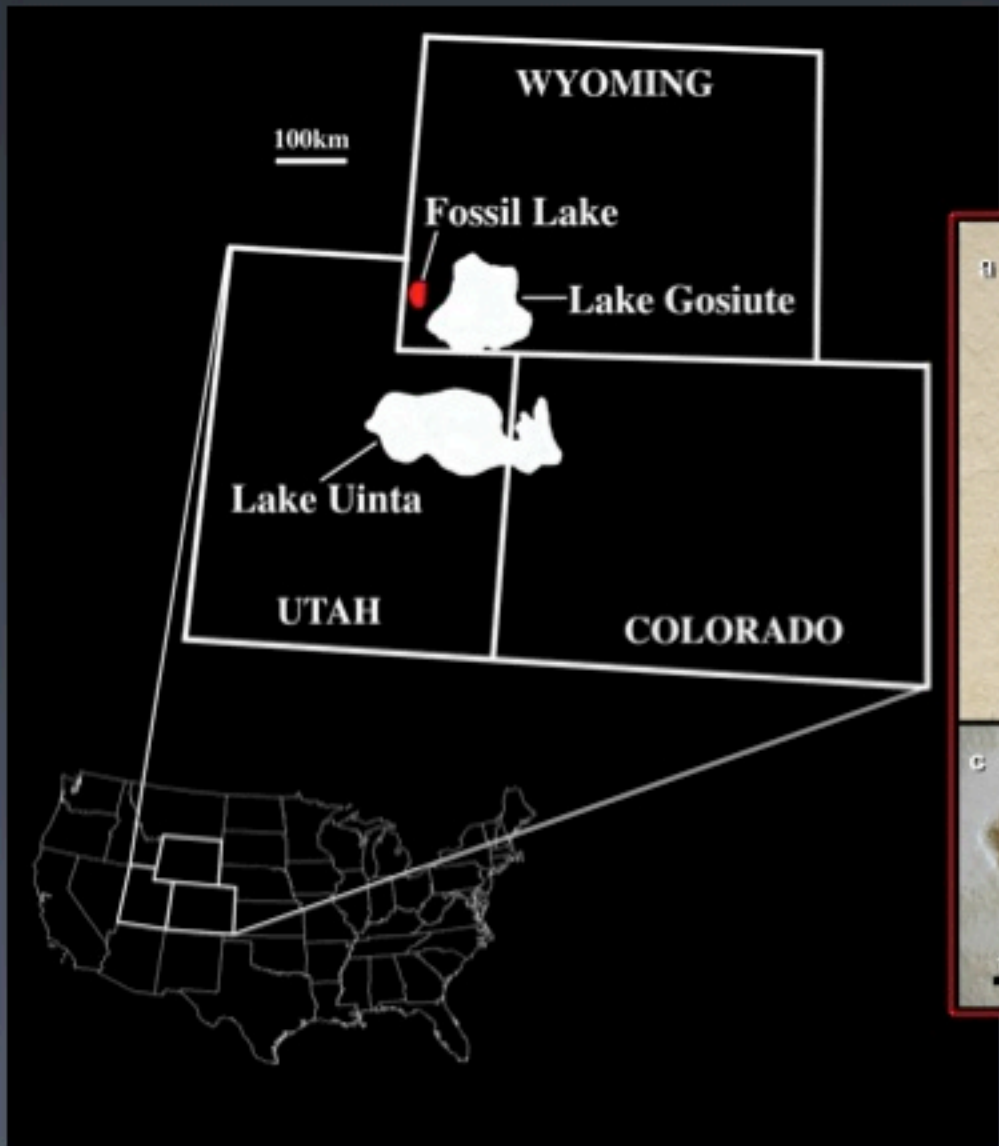 WYOMING
100km
Fossil Lake
Lake Gosiute
Lake Uinta
UTAH
COLORADO
c